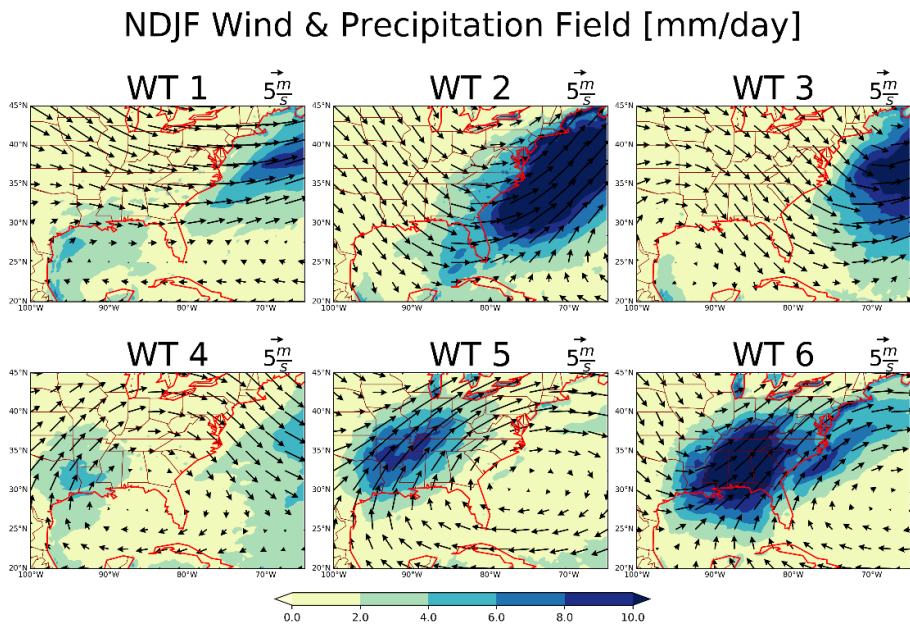 NDJF Wind & Precipitation Field [mm/day]
WT 1
5 m/s
WT 2
5 m/s
WT 3
5 m/s
45°N
40°N
35°N
30°N
25°N
20°N
100°W
90°W
80°W
70°W
45°N
40°N
35°N
30°N
25°N
20°N
100°W
90°W
80°W
70°W
45°N
40°N
35°N
30°N
25°N
20°N
100°W
90°W
80°W
70°W
WT 4
5 m/s
WT 5
5 m/s
WT 6
5 m/s
45°N
40°N
35°N
30°N
25°N
20°N
100°W
90°W
80°W
70°W
45°N
40°N
35°N
30°N
25°N
20°N
100°W
90°W
80°W
70°W
45°N
40°N
35°N
30°N
25°N
20°N
100°W
90°W
80°W
70°W
0.0 2.0 4.0 6.0 8.0 10.0